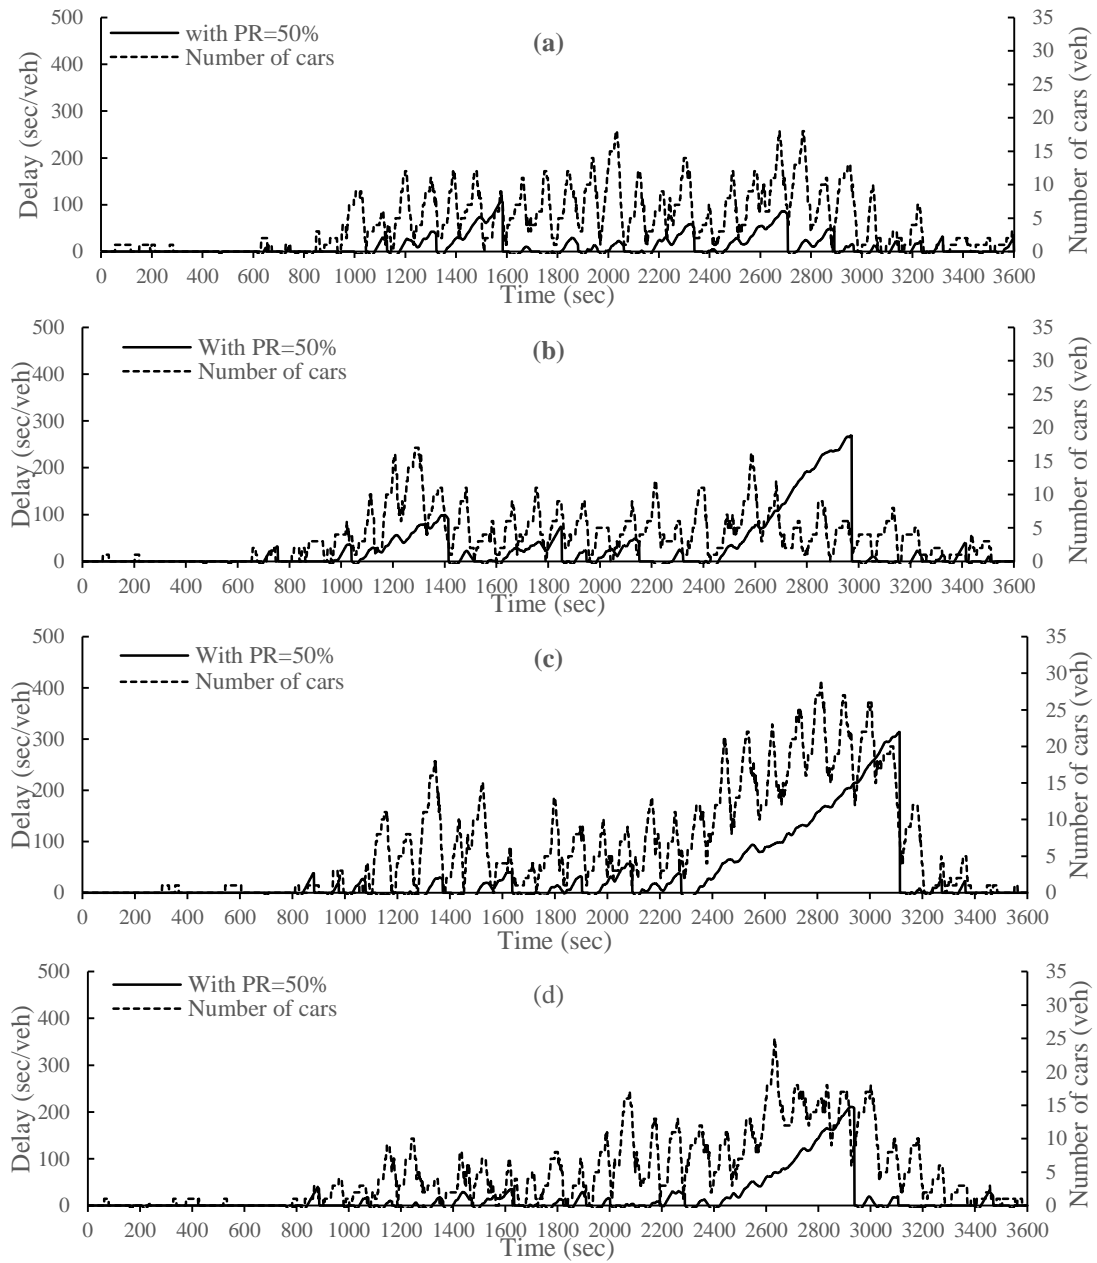 500 35
with PR=50%
Number of cars
(a)
400 30
25
300 20
200 15
10
100 5
0 0
Delay (sec/veh)
Number of cars (veh)
0 200 400 600 800 1000 1200 1400 1600 1800 2000 2200 2400 2600 2800 3000 3200 3400 3600
Time (sec)
500 35
With PR=50%
Number of cars
(b)
400 30
25
300 20
200 15
10
100 5
0 0
Delay (sec/veh)
Number of cars (veh)
0 200 400 600 800 1000 1200 1400 1600 1800 2000 2200 2400 2600 2800 3000 3200 3400 3600
Time (sec)
500 35
With PR=50%
Number of cars
(c)
400 30
25
300 20
200 15
10
100 5
0 0
Delay (sec/veh)
Number of cars (veh)
0 200 400 600 800 1000 1200 1400 1600 1800 2000 2200 2400 2600 2800 3000 3200 3400 3600
Time (sec)
500 35
With PR=50%
Number of cars
(d)
400 30
25
300 20
200 15
10
100 5
0 0
Delay (sec/veh)
Number of cars (veh)
0 200 400 600 800 1000 1200 1400 1600 1800 2000 2200 2400 2600 2800 3000 3200 3400 3600
Time (sec)